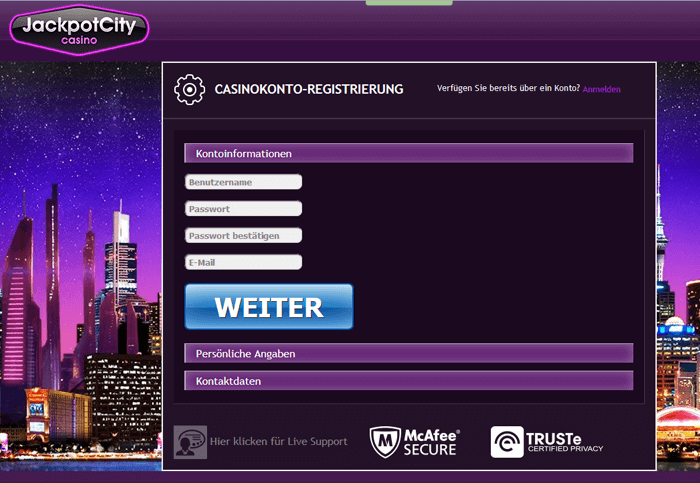 JackpotCity
casino
CASINOKONTO-REGISTRIERUNG
Verfügen Sie bereits über ein Konto? Anmelden
Kontoinformationen
Benutzername
Passwort
Passwort bestätigen
E-Mail
WEITER
Persönliche Angaben
Kontaktdaten
Hier klicken für Live Support
McAfee®
SECURE
TRUSTe
CERTIFIED PRIVACY